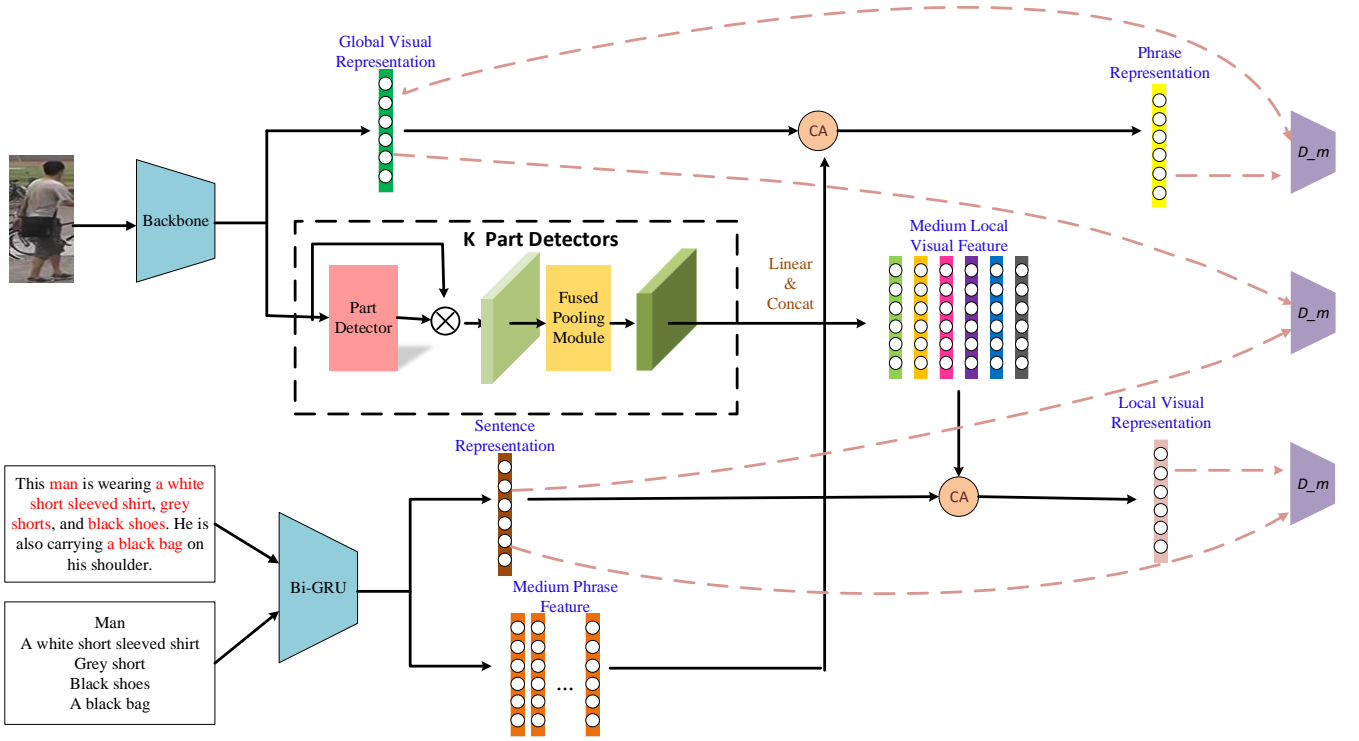 Global Visual
Representation
Phrase
Representation
CA
D_m
Backbone
K Part Detectors
Part
Detector
Fused
Pooling
Module
Linear
&
Concat
Medium Local
Visual Feature
D_m
Sentence
Representation
Local Visual
Representation
This man is wearing a white
short sleeved shirt, grey
shorts, and black shoes. He is
also carrying a black bag on
his shoulder.
CA
D_m
Bi-GRU
Medium Phrase
Feature
...
Man
A white short sleeved shirt
Grey short
Black shoes
A black bag